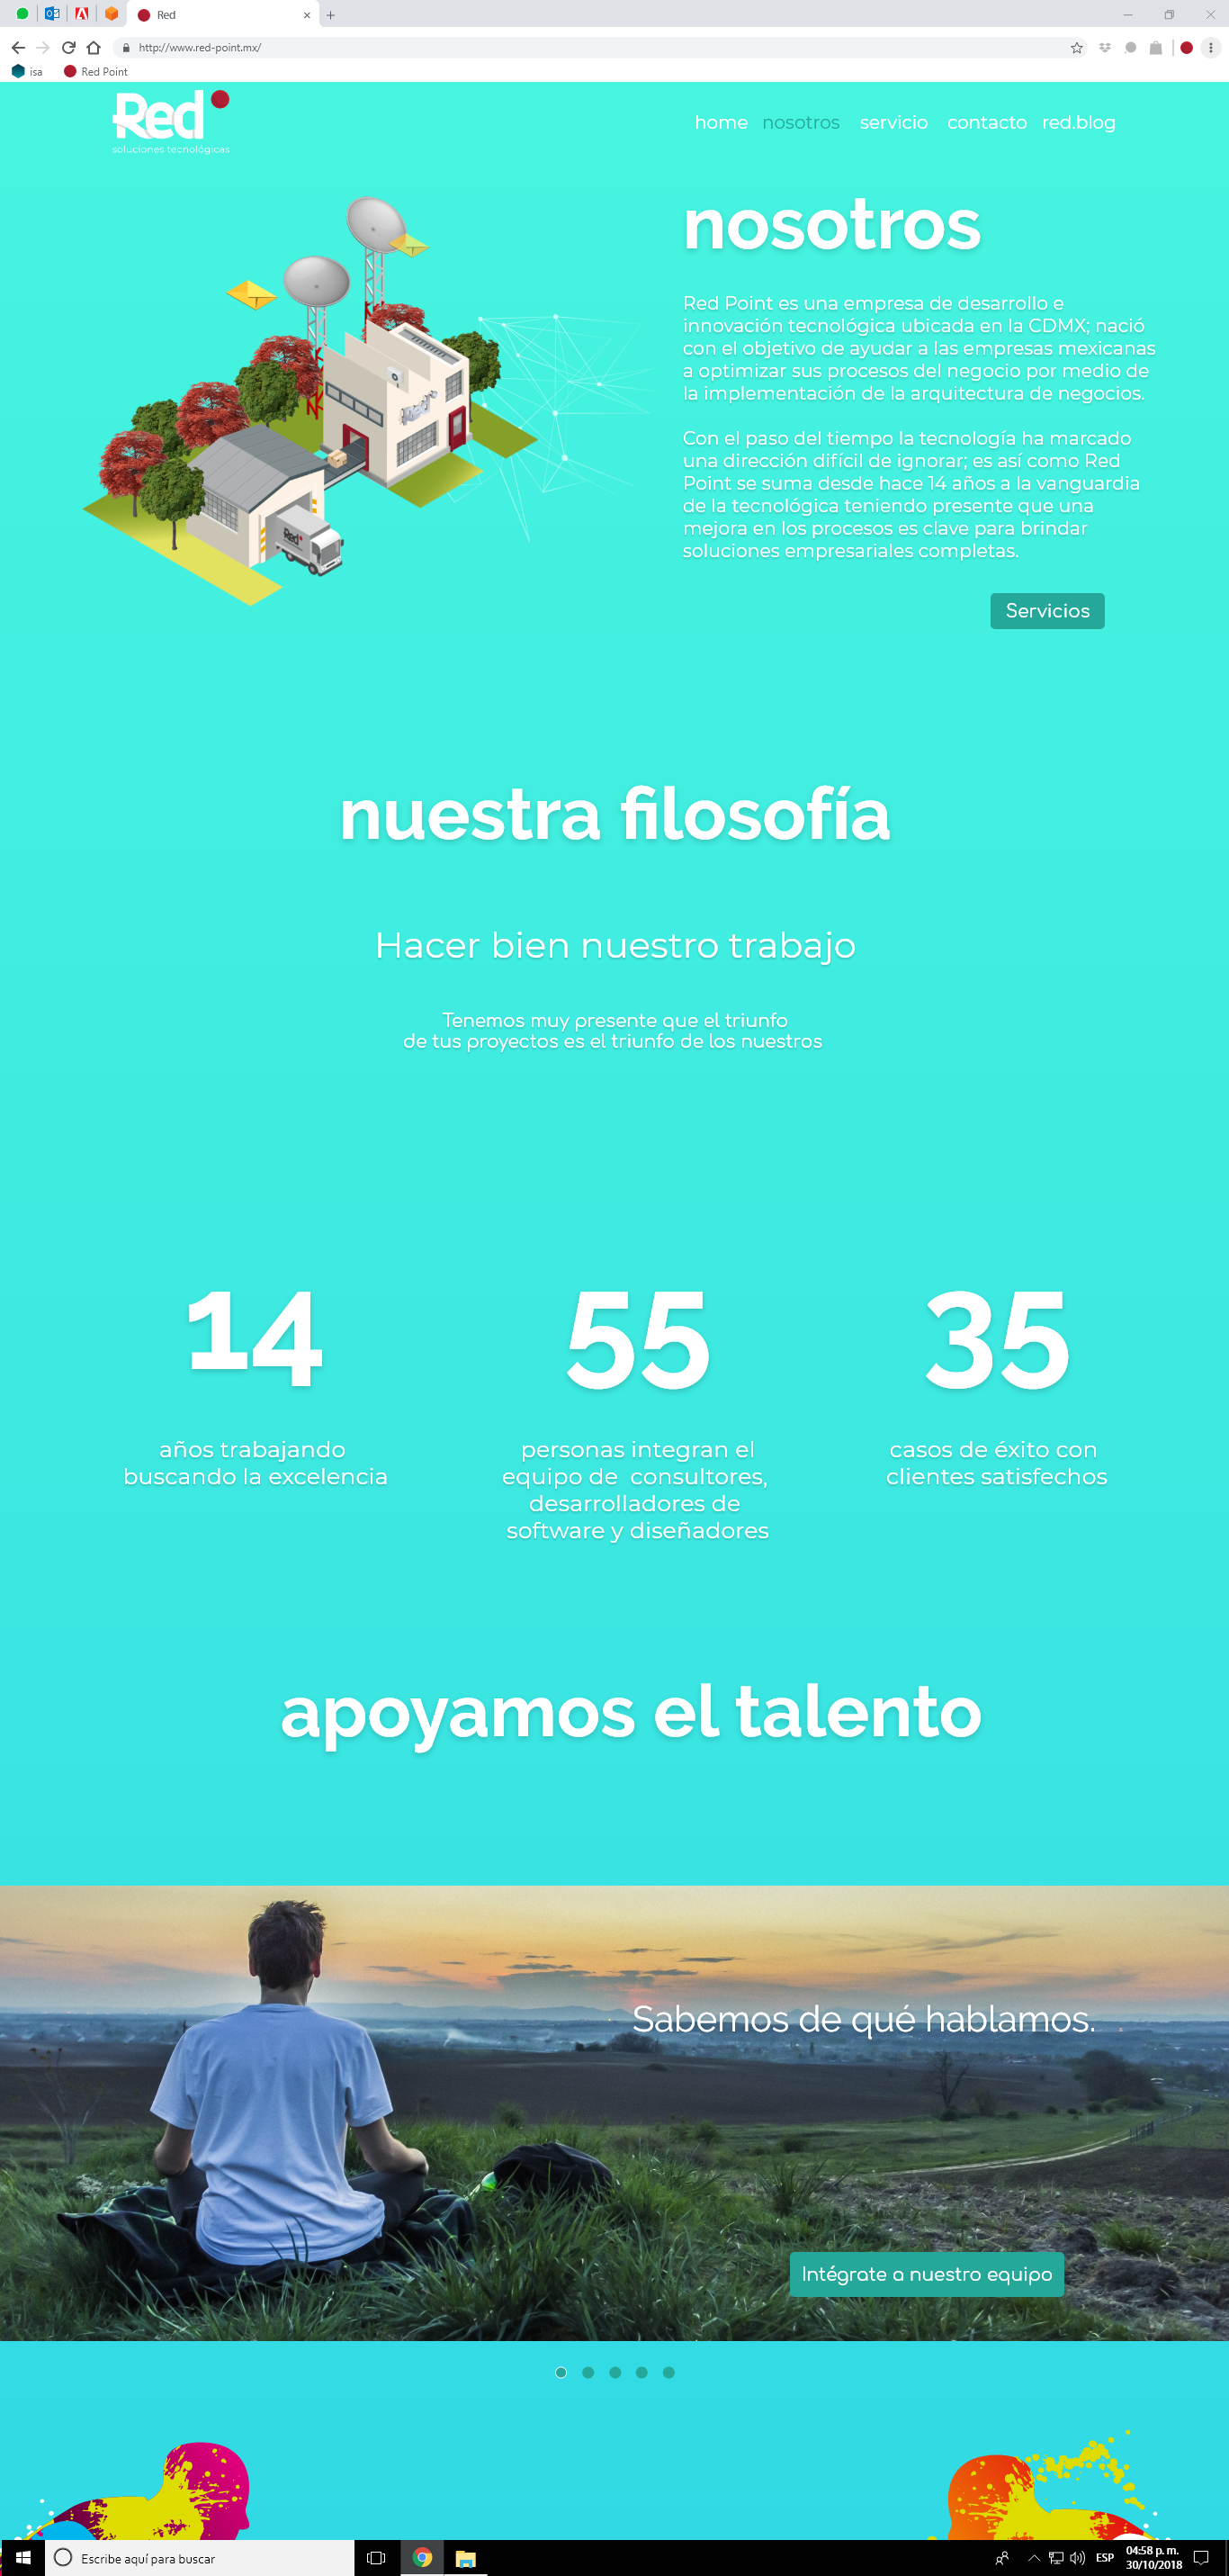 Red
http://www.red-point.mx/
isa
Red Point
Red
soluciones tecnológicas
home nosotros servicio contacto red.blog
nosotros
Red Point es una empresa de desarrollo e
innovación tecnológica ubicada en la CDMX; nació
con el objetivo de ayudar a las empresas mexicanas
a optimizar sus procesos del negocio por medio de
la implementación de la arquitectura de negocios.
Con el paso del tiempo la tecnología ha marcado
una dirección difícil de ignorar; es así como Red
Point se suma desde hace 14 años a la vanguardia
de la tecnológica teniendo presente que una
mejora en los procesos es clave para brindar
soluciones empresariales completas.
Red
Red
Servicios
nuestra filosofía
Hacer bien nuestro trabajo
Tenemos muy presente que el triunfo
de tus proyectos es el triunfo de los nuestros
14
años trabajando
buscando la excelencia
55
personas integran el
equipo de consultores,
desarrolladores de
software y diseñadores
35
casos de éxito con
clientes satisfechos
apoyamos el talento
Sabemos de qué hablamos.
Intégrate a nuestro equipo
Escribe aquí para buscar
ESP
04:58 p. m.
30/10/2018